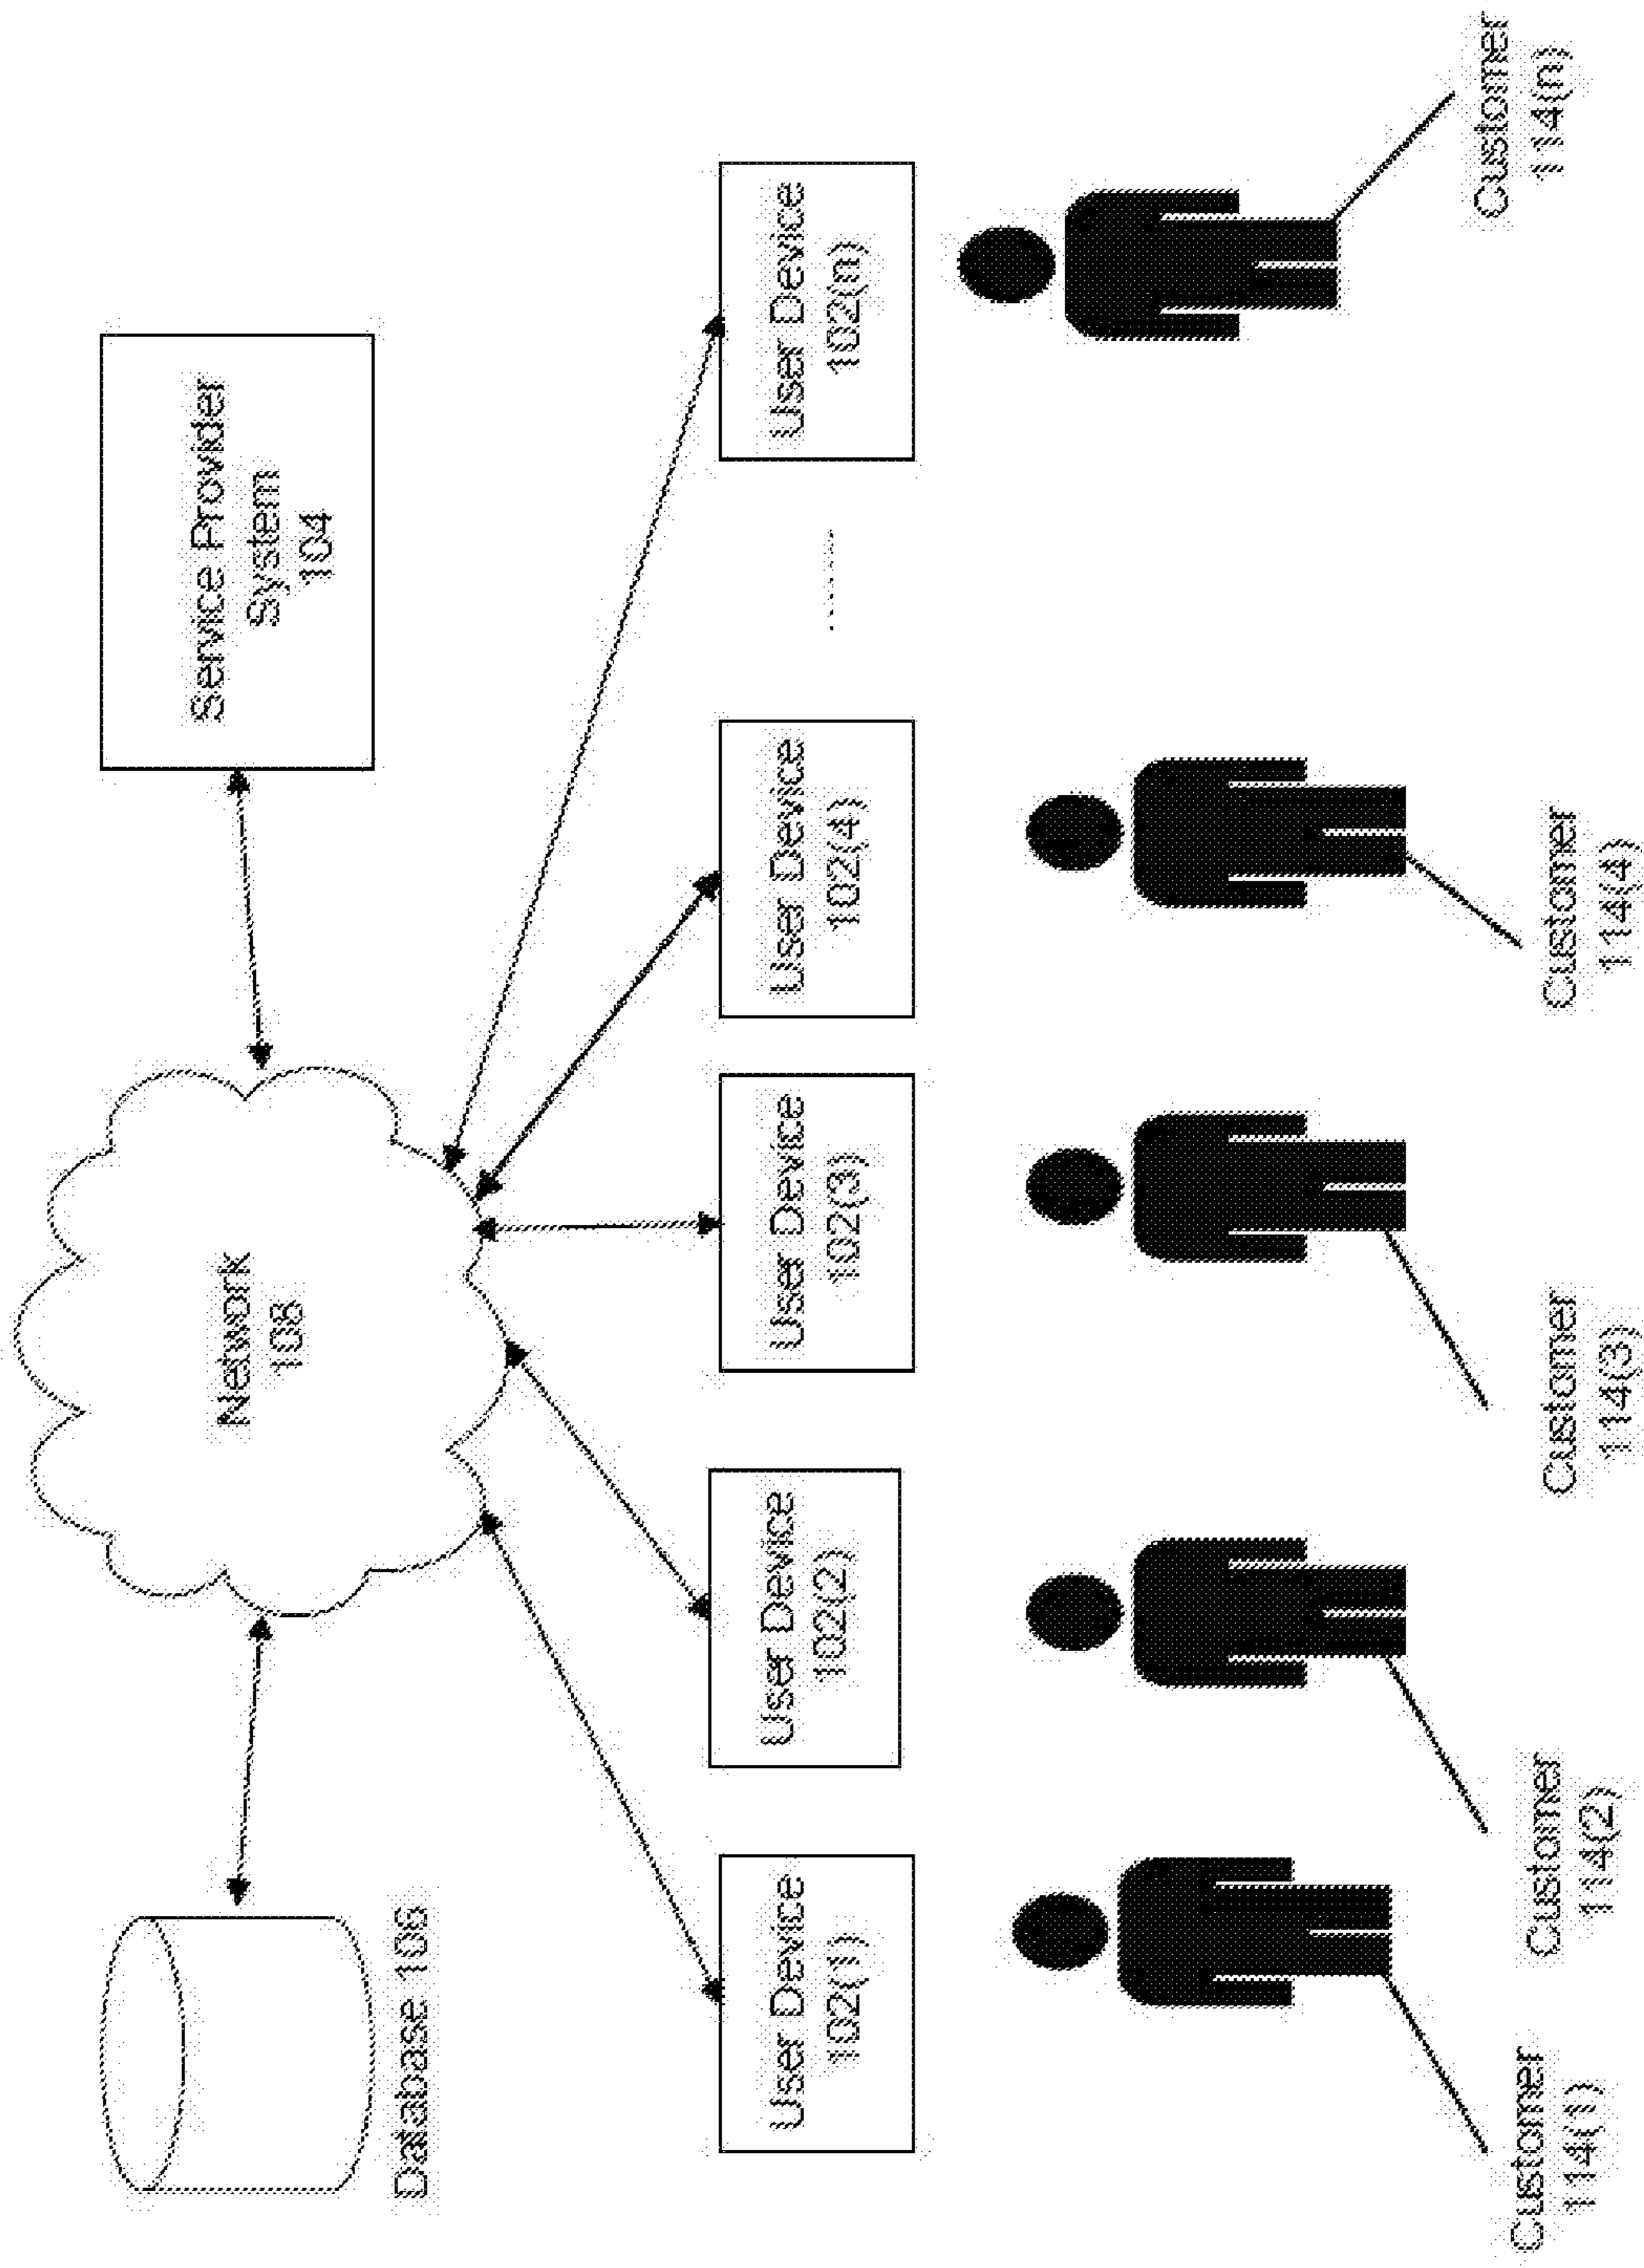 Database 106
Network
108
Service Provider
System
104
User Device
102(1)
User Device
102(2)
User Device
102(3)
User Device
102(4)
User Device
102(n)
Customer
114(1)
Customer
114(2)
Customer
114(3)
Customer
114(4)
Customer
114(n)